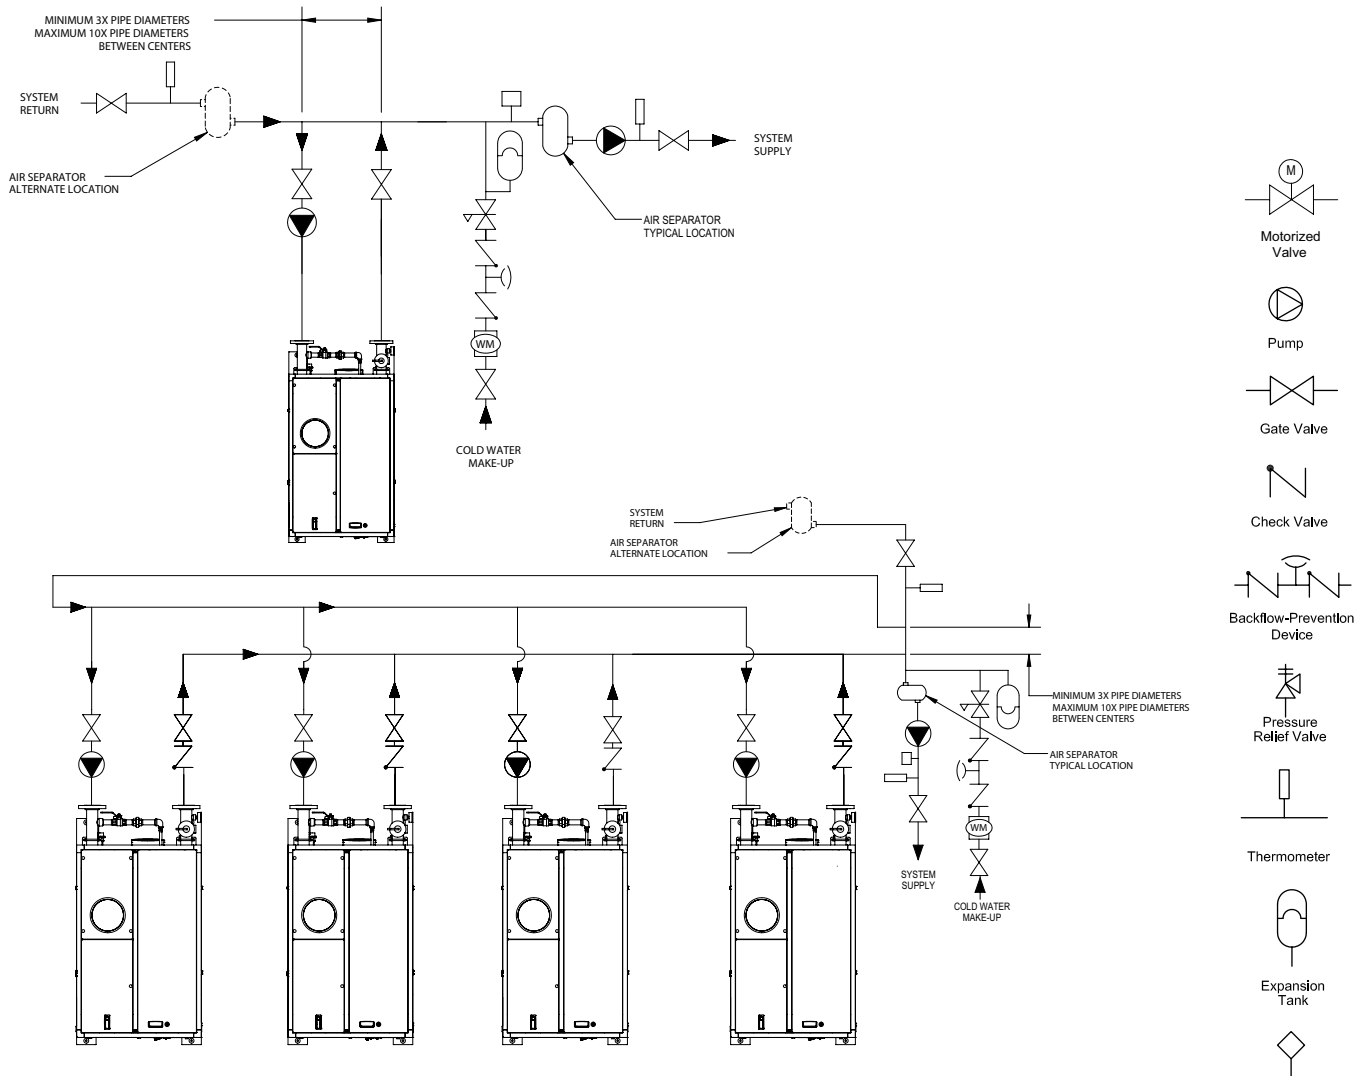 MINIMUM 3X PIPE DIAMETERS
MAXIMUM 10X PIPE DIAMETERS
BETWEEN CENTERS
SYSTEM
RETURN
AIR SEPARATOR
ALTERNATE LOCATION
SYSTEM
SUPPLY
AIR SEPARATOR
TYPICAL LOCATION
WM
COLD WATER
MAKE-UP
SYSTEM
RETURN
AIR SEPARATOR
ALTERNATE LOCATION
MINIMUM 3X PIPE DIAMETERS
MAXIMUM 10X PIPE DIAMETERS
BETWEEN CENTERS
AIR SEPARATOR
TYPICAL LOCATION
WM
SYSTEM
SUPPLY
COLD WATER
MAKE-UP
M
Motorized
Valve
Pump
Gate Valve
Check Valve
Backflow-Prevention
Device
Pressure
Relief Valve
Thermometer
Expansion
Tank